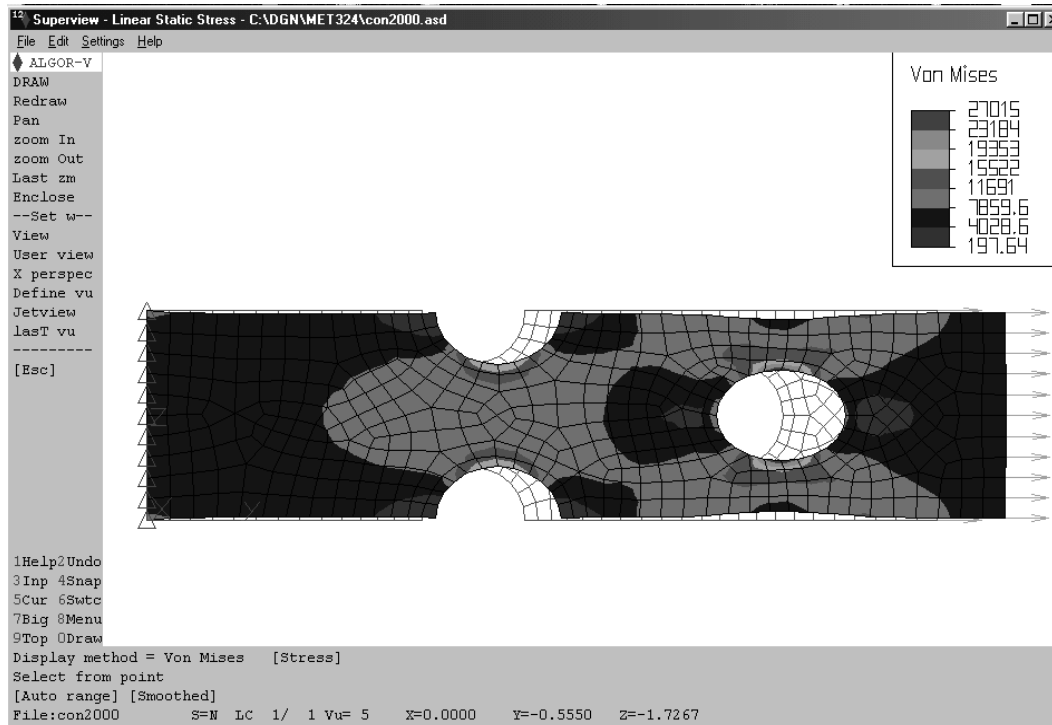 Superview - Linear Static Stress - C:\DGN\MET324\con2000.asd
File Edit Settings Help
ALGOR-V
DRAW
Redraw
Pan
zoom In
zoom Out
Last zm
Enclose
--Set w--
View
User view
X perspec
Define vu
Jetview
lasT vu
---------
[Esc]
Von Mises
27015
23184
19353
15522
11691
7859.6
4028.6
197.64
1Help2Undo
3Inp 4Snap
5Cur 6Swtc
7Big 8Menu
9Top 0Draw
Display method = Von Mises [Stress]
Select from point
[Auto range] [Smoothed]
File:con2000 S=N LC 1/ 1 Vu= 5 X=0.0000 Y=-0.5550 Z=-1.7267